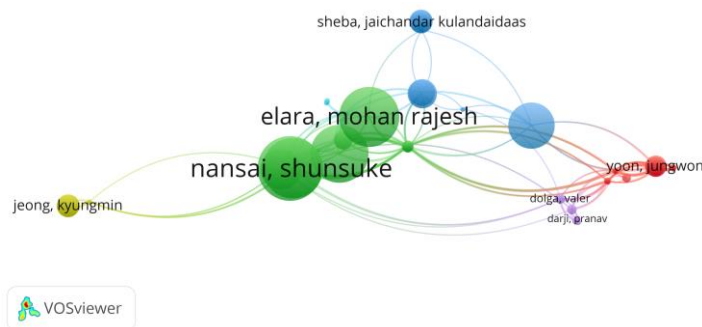 sheba, jaichandar kulandaidaas
elara, mohan rajesh
nansai, shunsuke
yoon, jungwon
jeong, kyungmin
dolga, valer
darji, pranav
VOSviewer